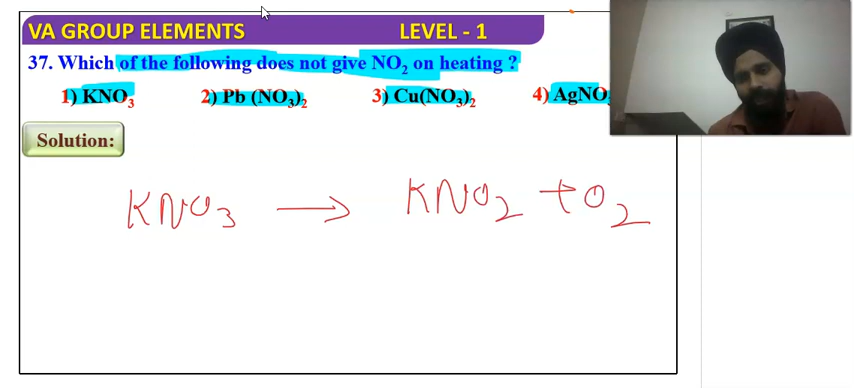 VA GROUP ELEMENTS LEVEL - 1
37. Which of the following does not give NO₂ on heating ?
1) KNO₃ 2) Pb (NO₃)₂ 3) Cu(NO₃)₂ 4) AgNO₃
Solution:
KNO₃ → KNO₂ + O₂